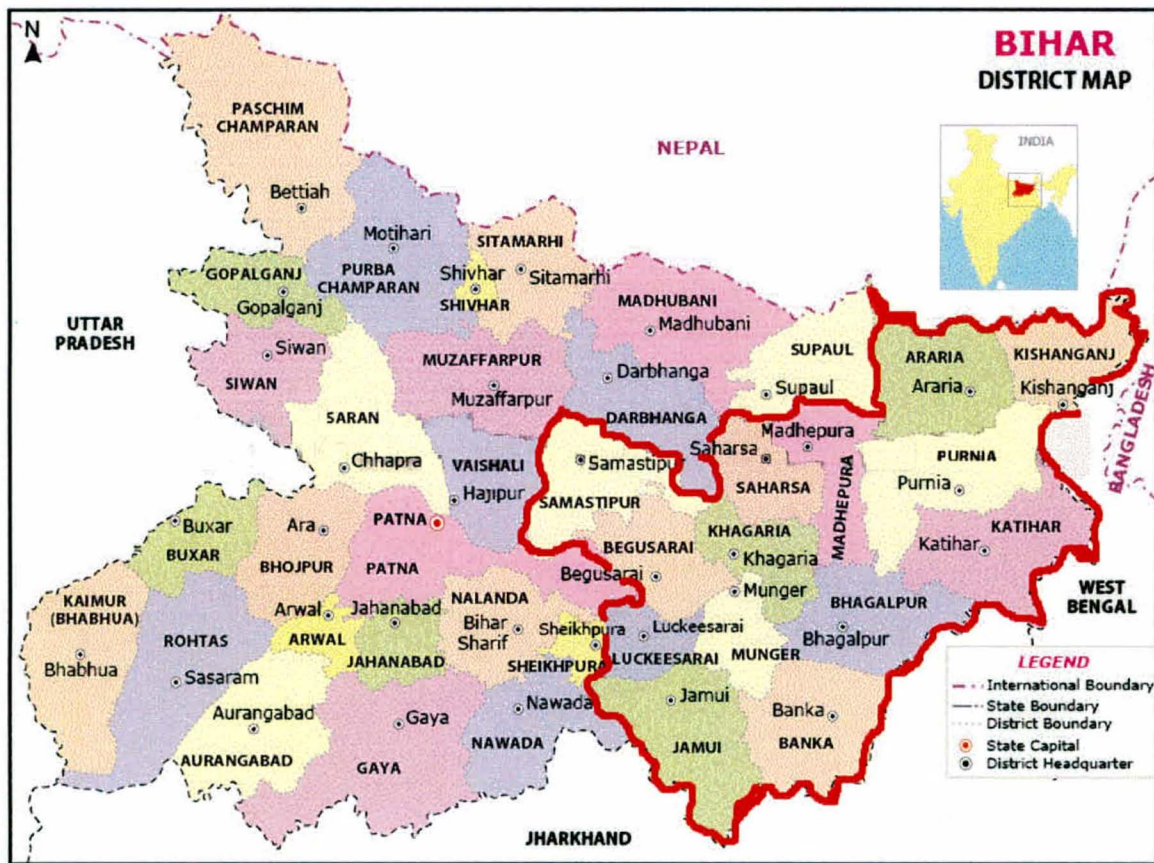 N
BIHAR
DISTRICT MAP
INDIA
NEPAL
PASCHIM
CHAMPARAN
Bettiah
Motihari
PURBA
CHAMPARAN
SITAMARHI
Sitamarhi
Shivhar
SHIVHAR
GOPALGANJ
Gopalganj
UTTAR
PRADESH
Siwan
SIWAN
MADHUBANI
Madhubani
MUZAFFARPUR
Muzaffarpur
Darbhanga
DARBHANGA
SUPAUL
Supaul
ARARIA
Araria
KISHANGANJ
Kishanganj
BANGLADESH
SARAN
Chhapra
VAISHALI
Hajipur
Samastipur
SAMASTIPUR
Saharsa
SAHARSA
Madhepura
MADHEPURA
PURNIA
Purnia
KATIHAR
Katihar
Buxar
BUXAR
Ara
BHOJPUR
PATNA
PATNA
BEGUSARAI
Begusarai
KHAGARIA
Khagaria
Munger
MUNGER
BHAGALPUR
Bhagalpur
WEST
BENGAL
KAIMUR
(BHABHUA)
Bhabhua
ROHTAS
Sasaram
Arwal
ARWAL
Jahanabad
JAHANABAD
NALANDA
Bihar
Sharif
Sheikhpura
SHEIKHPURA
Luckeesarai
LUCKEESARAI
Aurangabad
AURANGABAD
Gaya
GAYA
Nawada
NAWADA
Jamui
JAMUI
Banka
BANKA
JHARKHAND
LEGEND
International Boundary
State Boundary
District Boundary
State Capital
District Headquarter